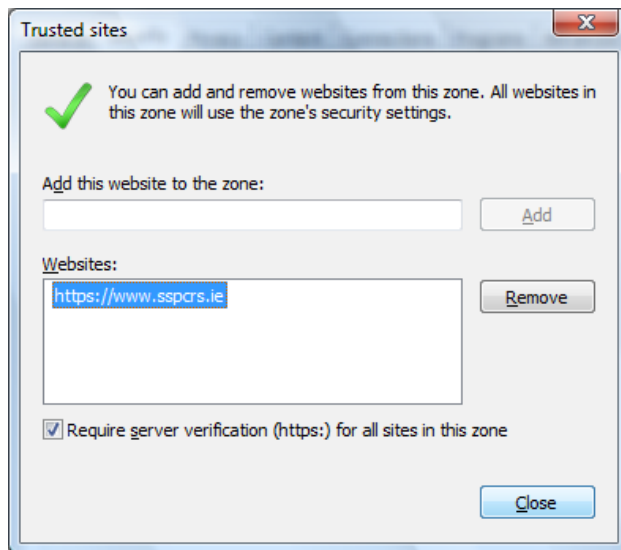 Trusted sites
You can add and remove websites from this zone. All websites in
this zone will use the zone's security settings.
Add this website to the zone:
Add
Websites:
https://www.sspcrs.ie
Remove
Require server verification (https:) for all sites in this zone
Close